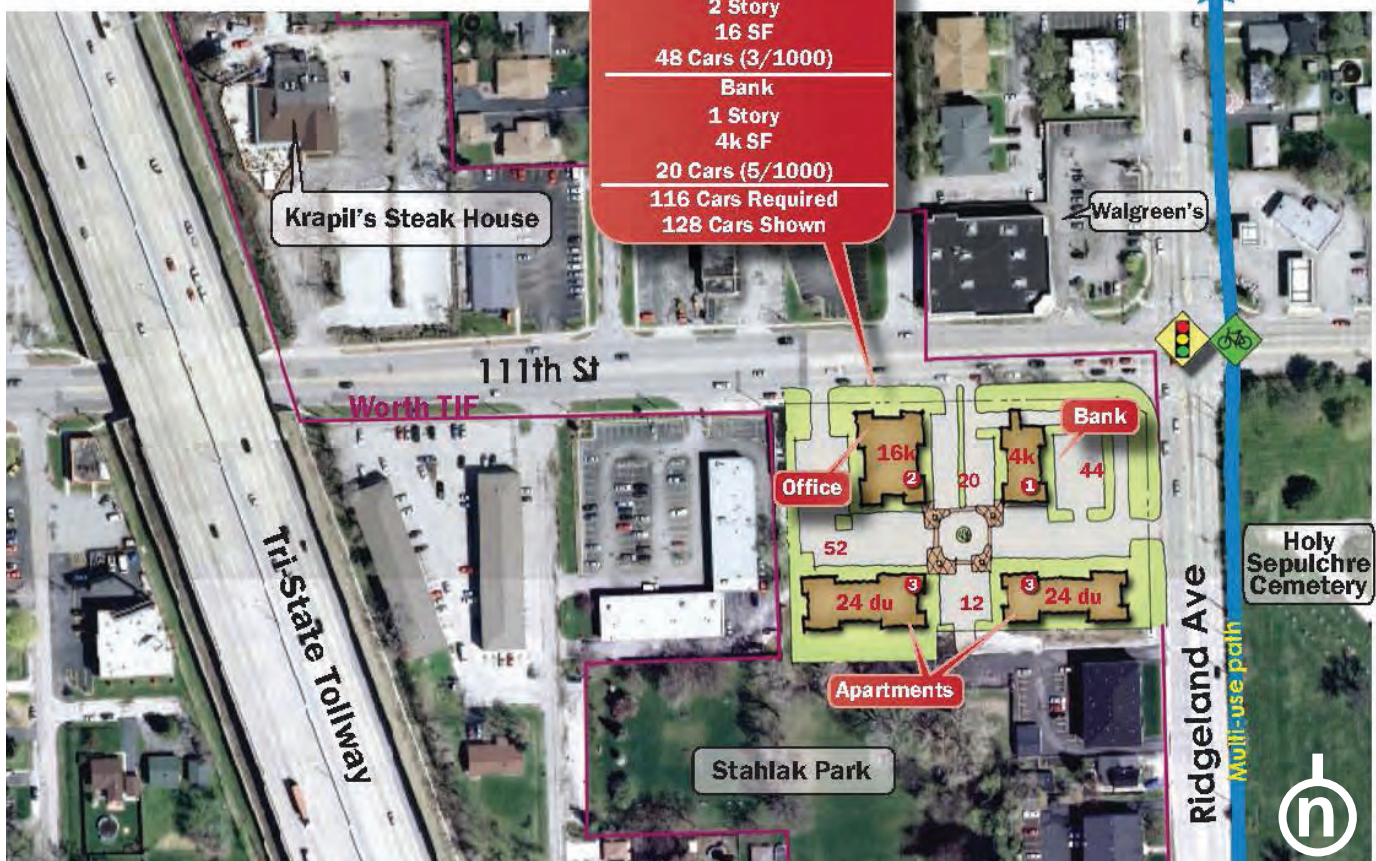 2 Story
16 SF
48 Cars (3/1000)
Bank
1 Story
4k SF
20 Cars (5/1000)
116 Cars Required
128 Cars Shown
Krapil's Steak House
Walgreen's
111th St
Worth TIF
Bank
16k
4k
44
2
1
20
Office
52
Holy
Sepulchre
Cemetery
3
3
24 du
12
24 du
Apartments
Tri-State Tollway
Stahlak Park
Ridgeland Ave
Multi-use path
n